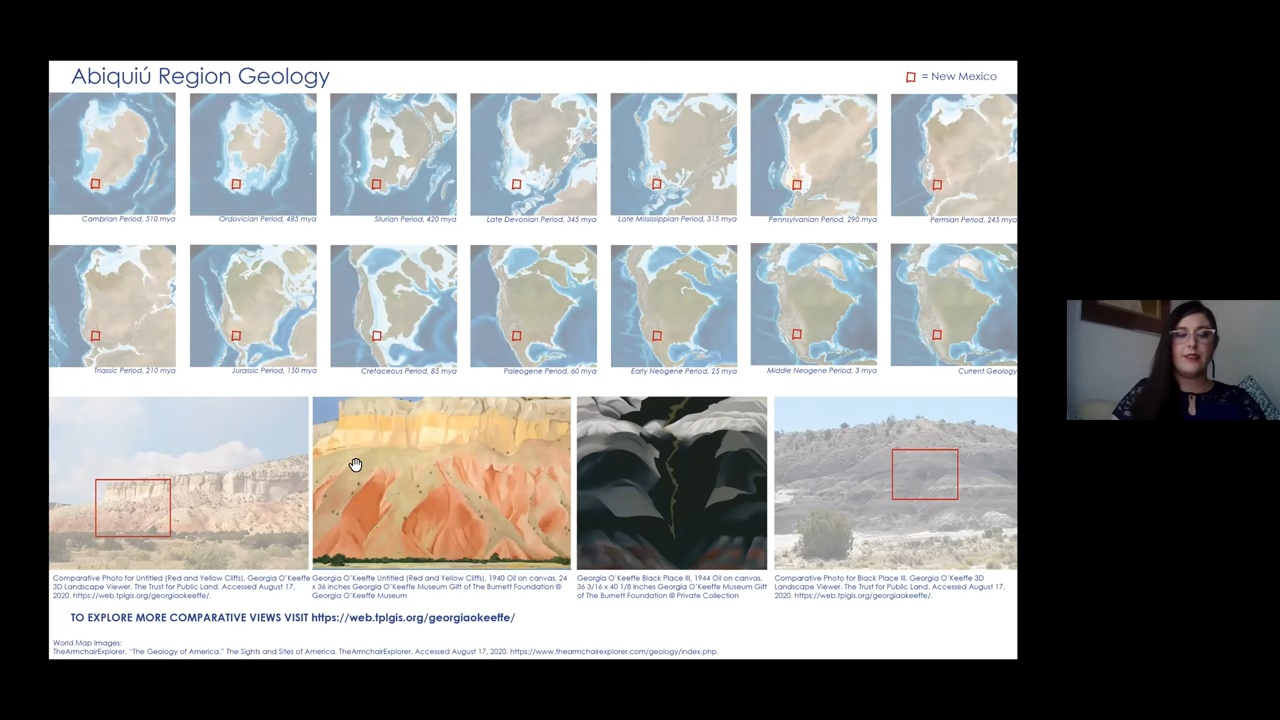 Abiquiú Region Geology
= New Mexico
Cambrian Period, 510 mya
Ordovician Period, 485 mya
Silurian Period, 420 mya
Late Devonian Period, 345 mya
Late Mississippian Period, 315 mya
Pennsylvanian Period, 290 mya
Permian Period, 245 mya
Triassic Period, 210 mya
Jurassic Period, 150 mya
Cretaceous Period, 85 mya
Paleogene Period, 60 mya
Early Neogene Period, 25 mya
Middle Neogene Period, 3 mya
Current Geology
Comparative Photo for Untitled (Red and Yellow Cliffs). Georgia O'Keeffe
3D Landscape Viewer. The Trust for Public Land. Accessed August 17,
2020. https://web.tplgis.org/georgiaokeeffe/.
Georgia O'Keeffe Untitled (Red and Yellow Cliffs), 1940 Oil on canvas, 24
x 36 inches Georgia O'Keeffe Museum Gift of The Burnett Foundation ©
Georgia O'Keeffe Museum
Georgia O'Keeffe Black Place III, 1944 Oil on canvas,
36 3/16 x 40 1/8 inches Georgia O'Keeffe Museum Gift
of The Burnett Foundation © Private Collection
Comparative Photo for Black Place III. Georgia O'Keeffe 3D
Landscape Viewer. The Trust for Public Land. Accessed August 17,
2020. https://web.tplgis.org/georgiaokeeffe/.
TO EXPLORE MORE COMPARATIVE VIEWS VISIT https://web.tplgis.org/georgiaokeeffe/
World Map Images:
TheArmchairExplorer. "The Geology of America." The Sights and Sites of America. TheArmchairExplorer. Accessed August 17, 2020. https://www.thearmchairexplorer.com/geology/index.php.